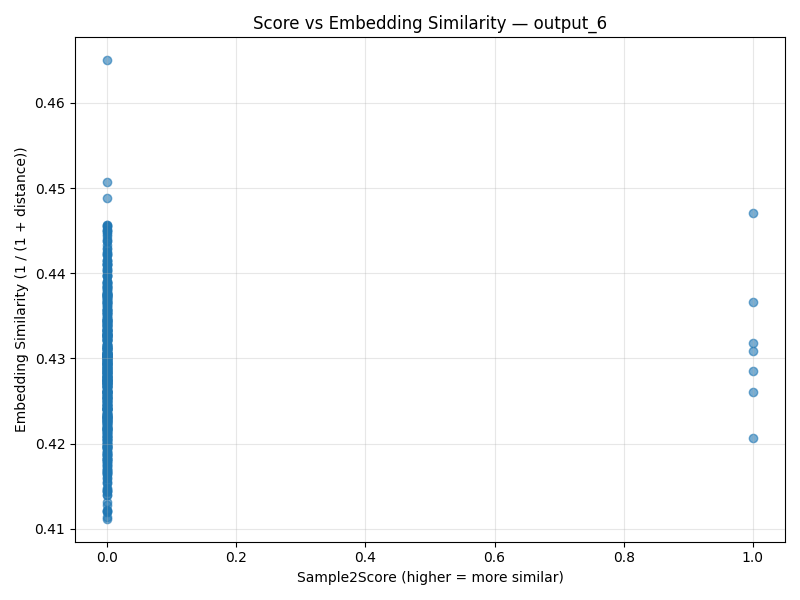 Score vs Embedding Similarity — output_6
Embedding Similarity (1 / (1 + distance))
0.46
0.45
0.44
0.43
0.42
0.41
0.0 0.2 0.4 0.6 0.8 1.0
Sample2Score (higher = more similar)